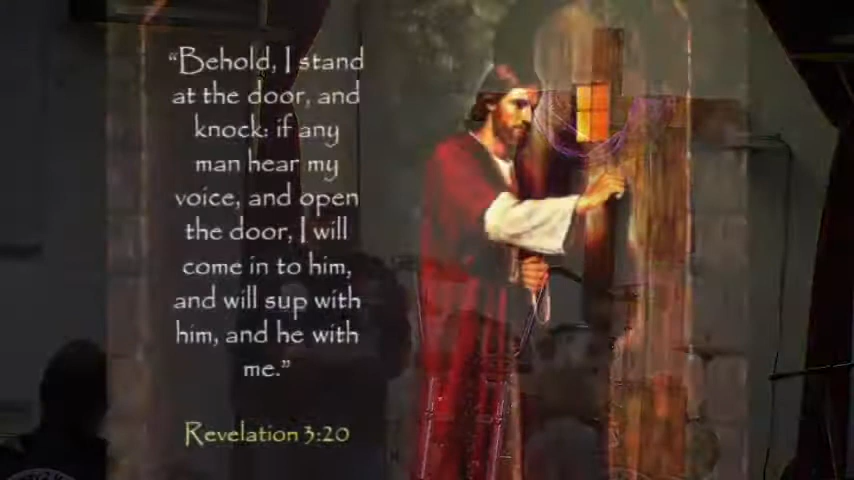 “Behold, I stand
at the door, and
knock: if any
man hear my
voice, and open
the door, I will
come in to him,
and will sup with
him, and he with
me.”
Revelation 3:20